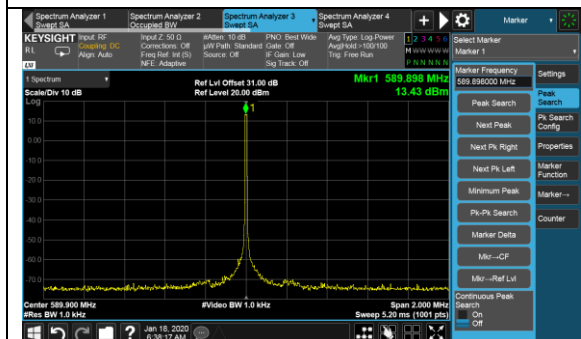 Spectrum Analyzer 1
Swept SA
Spectrum Analyzer 2
Occupied BW
Spectrum Analyzer 3
Swept SA
Spectrum Analyzer 4
Swept SA
+
Marker
KEYSIGHT
RL
LXI
Input: RF
Coupling: DC
Align: Auto
Input Z: 50 Ω
Corrections: Off
Freq Ref: Int (S)
NFE: Adaptive
#Atten: 10 dB
µW Path: Standard
Source: Off
PNO: Best Wide
Gate: Off
IF Gain: Low
Sig Track: Off
Avg Type: Log-Power
Avg|Hold >100/100
Trig: Free Run
1 2 3 4 5 6
M W W W W W
P N N N N N
Select Marker
Marker 1
1 Spectrum
Scale/Div 10 dB
Log
Ref Lvl Offset 31.00 dB
Ref Level 20.00 dBm
Mkr1 589.898 MHz
13.43 dBm
1
10.0
0.00
-10.0
-20.0
-30.0
-40.0
-50.0
-60.0
-70.0
Center 589.900 MHz
#Res BW 1.0 kHz
#Video BW 1.0 kHz
Span 2.000 MHz
Sweep 5.20 ms (1001 pts)
Marker Frequency
589.898000 MHz
Peak Search
Next Peak
Next Pk Right
Next Pk Left
Minimum Peak
Pk-Pk Search
Marker Delta
Mkr→CF
Mkr→Ref Lvl
Continuous Peak
Search
On
Off
Settings
Peak
Search
Pk Search
Config
Properties
Marker
Function
Marker→
Counter
?
Jan 18, 2020
6:38:17 AM